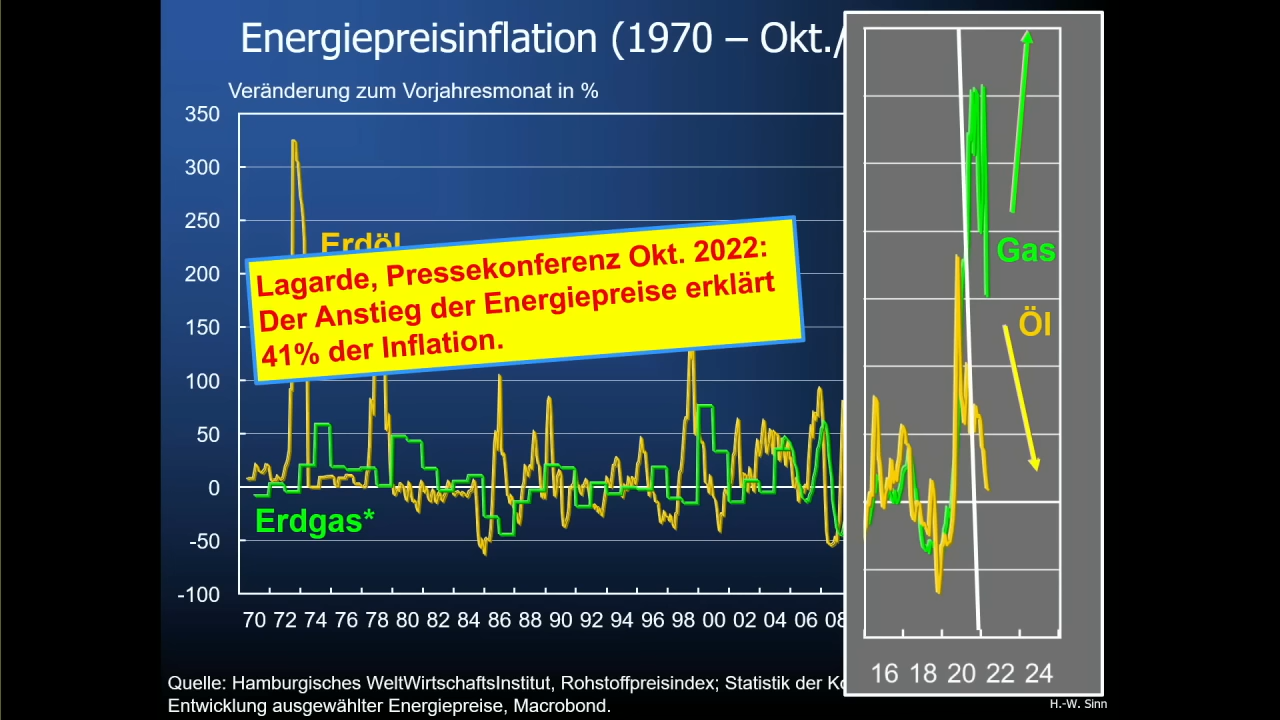 Energiepreisinflation (1970 – Okt./
Veränderung zum Vorjahresmonat in %
350
300
250
200
150
100
50
0
-50
-100
Erdöl
Lagarde, Pressekonferenz Okt. 2022:
Der Anstieg der Energiepreise erklärt
41% der Inflation.
Erdgas*
Gas
Öl
70 72 74 76 78 80 82 84 86 88 90 92 94 96 98 00 02 04 06 08
16 18 20 22 24
Quelle: Hamburgisches WeltWirtschaftsInstitut, Rohstoffpreisindex; Statistik der
Entwicklung ausgewählter Energiepreise, Macrobond.
H.-W. Sinn